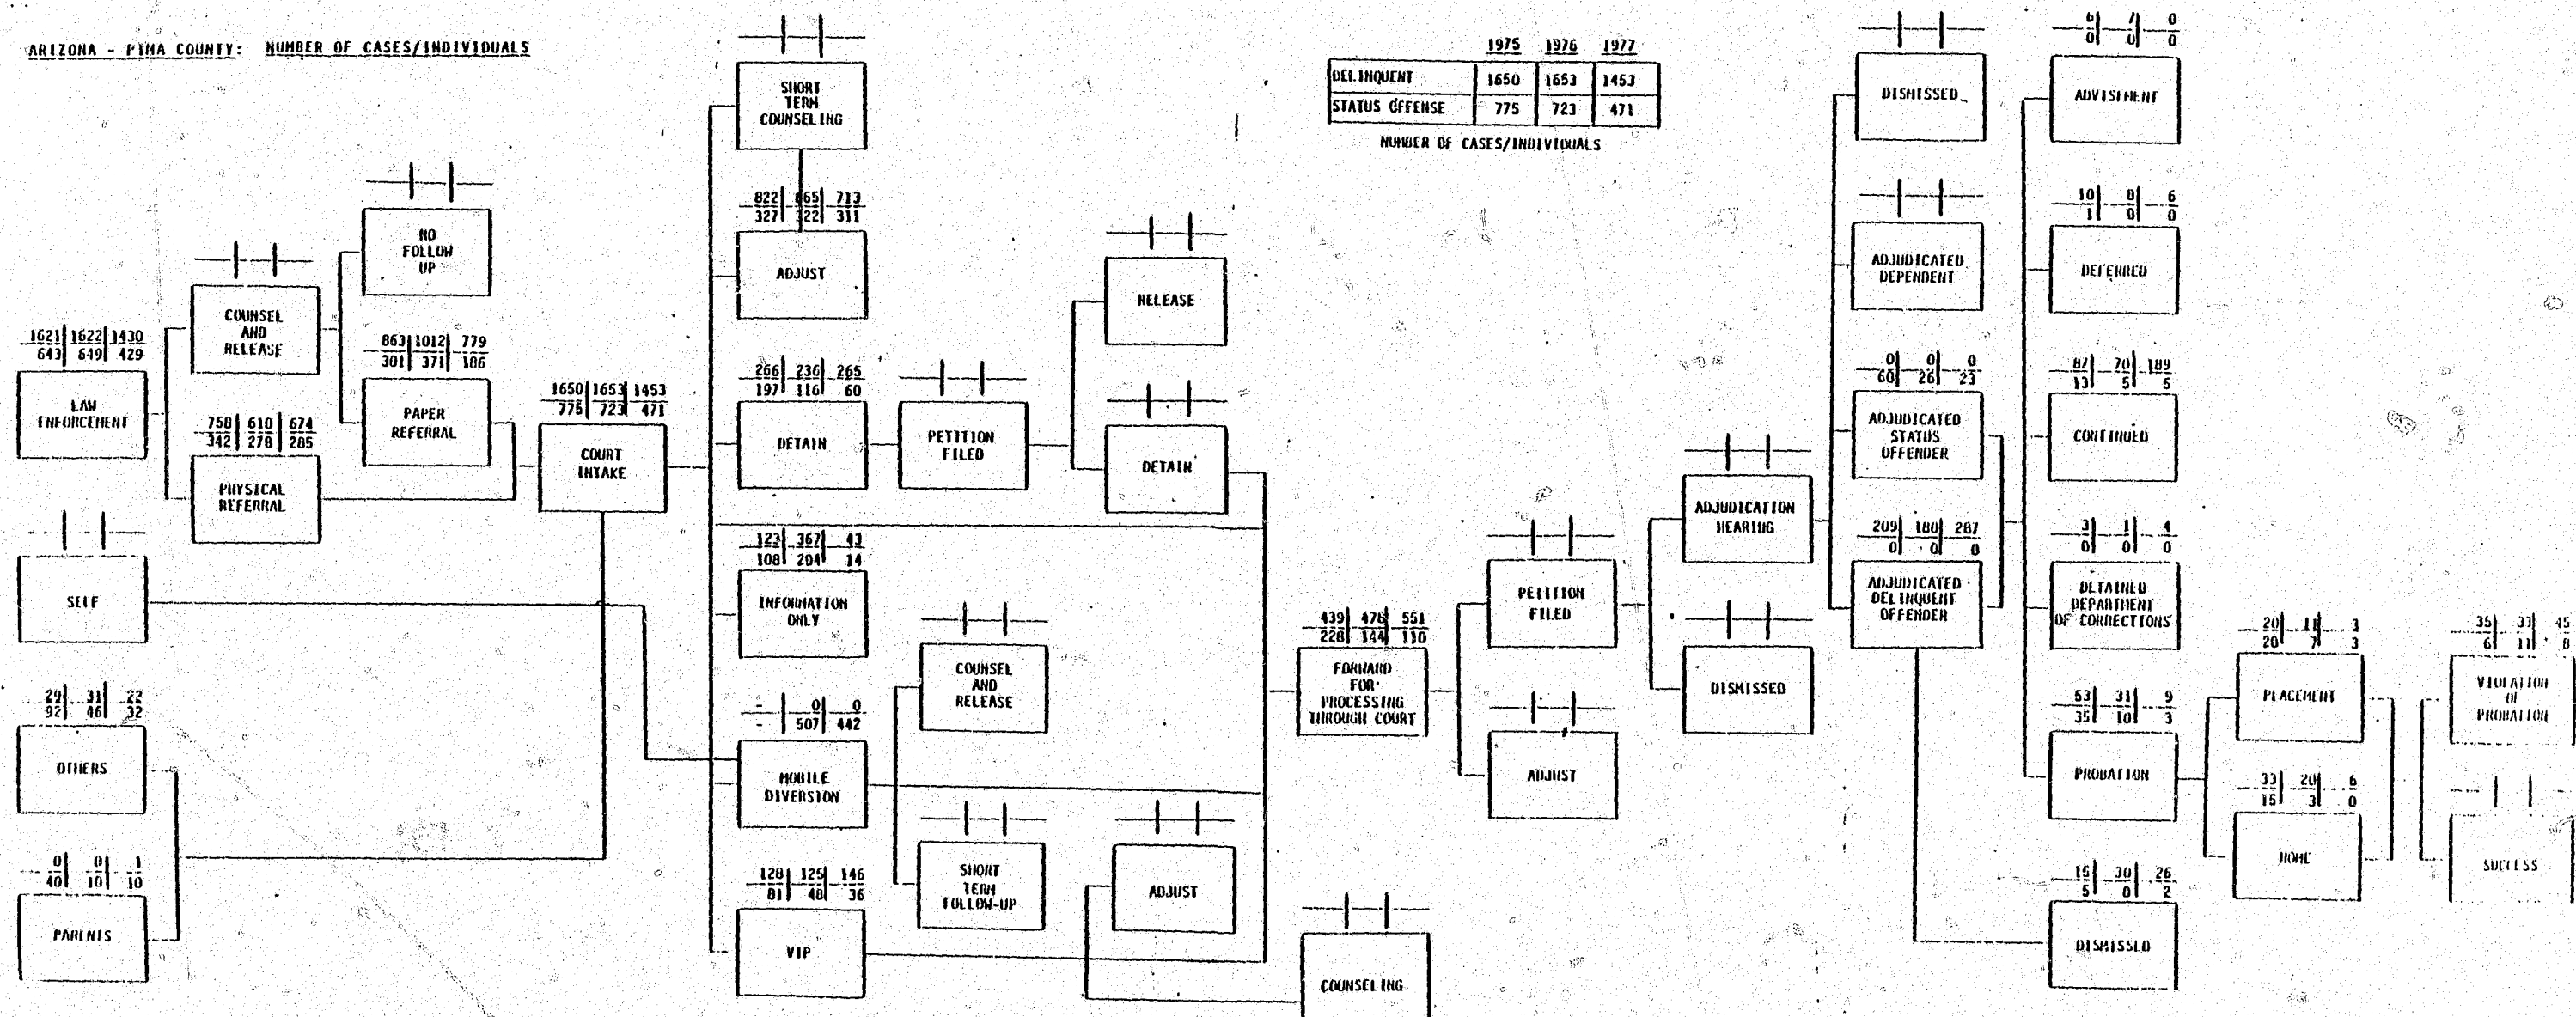 ARIZONA - PIMA COUNTY: NUMBER OF CASES/INDIVIDUALS
1975 1976 1977
DELINQUENT 1650 1653 1453
STATUS OFFENSE 775 723 471
NUMBER OF CASES/INDIVIDUALS
1621 1622 1430
643 649 429
LAW
ENFORCEMENT
SELF
29 31 22
92 46 32
OTHERS
0 0 1
40 10 10
PARENTS
COUNSEL
AND
RELEASE
758 610 674
342 278 285
PHYSICAL
REFERRAL
NO
FOLLOW
UP
863 1012 779
301 371 186
PAPER
REFERRAL
1650 1653 1453
775 723 471
COURT
INTAKE
SHORT
TERM
COUNSELING
822 665 713
327 322 311
ADJUST
266 236 265
197 116 60
DETAIN
123 367 43
108 204 14
INFORMATION
ONLY
- 0 0
- 507 442
MOBILE
DIVERSION
128 125 146
81 48 36
VIP
PETITION
FILED
COUNSEL
AND
RELEASE
SHORT
TERM
FOLLOW-UP
RELEASE
DETAIN
ADJUST
COUNSELING
439 478 551
228 144 110
FORWARD
FOR
PROCESSING
THROUGH COURT
PETITION
FILED
ADJUST
ADJUDICATION
HEARING
DISMISSED
DISMISSED
ADJUDICATED
DEPENDENT
0 0 0
60 26 23
ADJUDICATED
STATUS
OFFENDER
209 180 287
0 0 0
ADJUDICATED
DELINQUENT
OFFENDER
6 7 0
0 0 0
ADVISEMENT
10 8 6
1 0 0
DEFERRED
87 70 189
13 5 5
CONTINUED
3 1 4
0 0 0
DETAINED
DEPARTMENT
OF CORRECTIONS
53 31 9
35 10 3
PROBATION
15 30 26
5 0 2
DISMISSED
20 11 3
20 7 3
PLACEMENT
33 20 6
15 3 0
HOME
35 33 45
6 11 8
VIOLATION
OF
PROBATION
SUCCESS